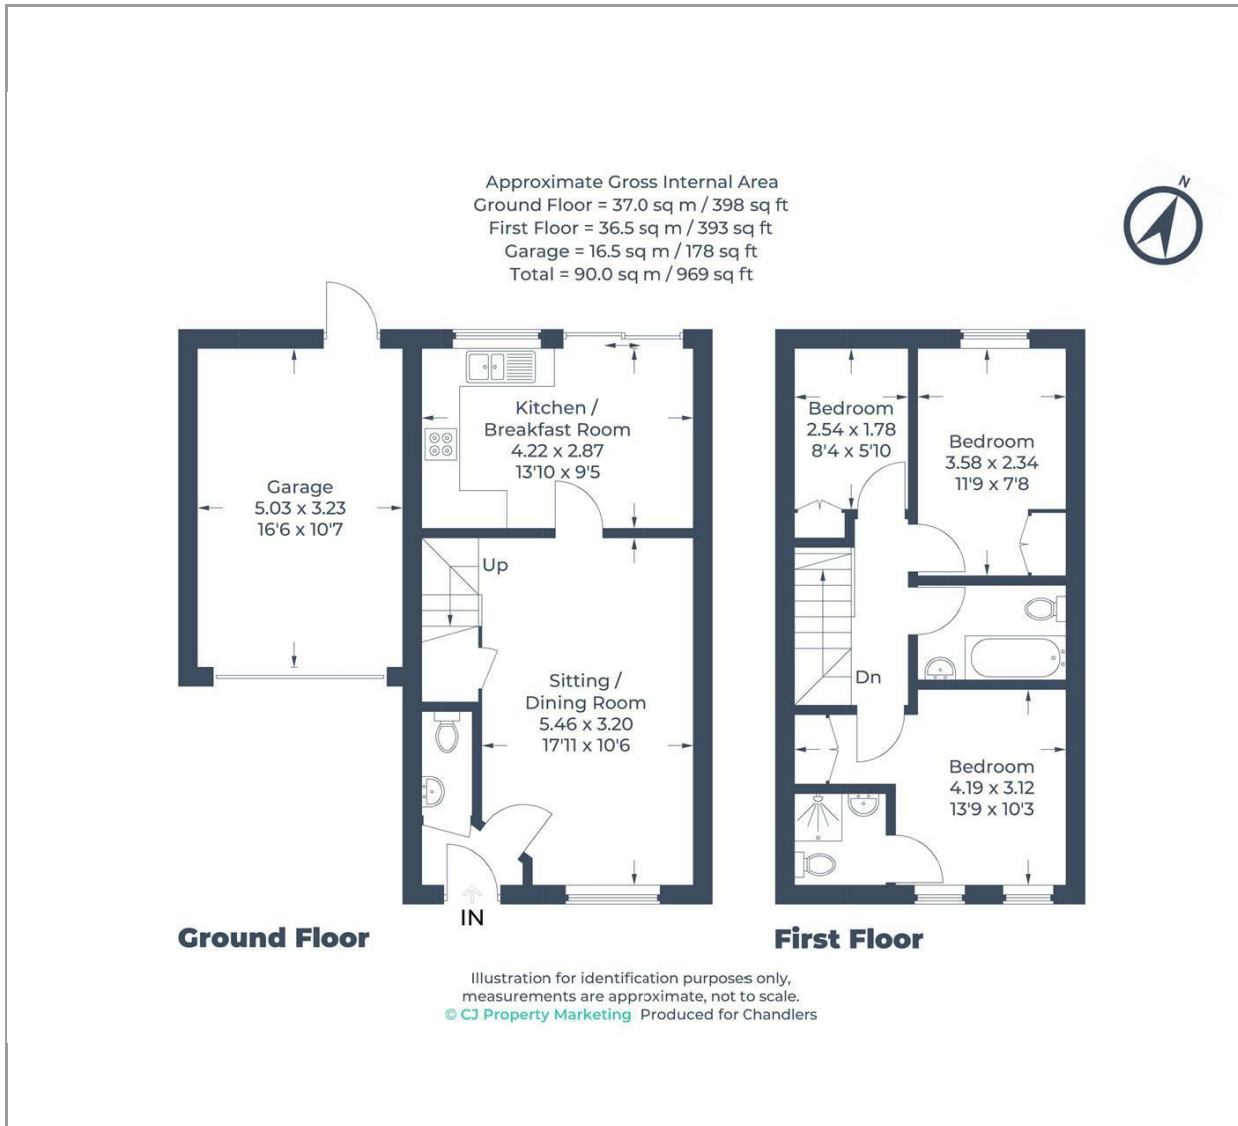 Approximate Gross Internal Area
Ground Floor = 37.0 sq m / 398 sq ft
First Floor = 36.5 sq m / 393 sq ft
Garage = 16.5 sq m / 178 sq ft
Total = 90.0 sq m / 969 sq ft
N
Kitchen /
Breakfast Room
4.22 x 2.87
13'10 x 9'5
Garage
5.03 x 3.23
16'6 x 10'7
Up
Sitting /
Dining Room
5.46 x 3.20
17'11 x 10'6
IN
Ground Floor
Bedroom
2.54 x 1.78
8'4 x 5'10
Bedroom
3.58 x 2.34
11'9 x 7'8
Dn
Bedroom
4.19 x 3.12
13'9 x 10'3
First Floor
Illustration for identification purposes only,
measurements are approximate, not to scale.
© CJ Property Marketing Produced for Chandlers